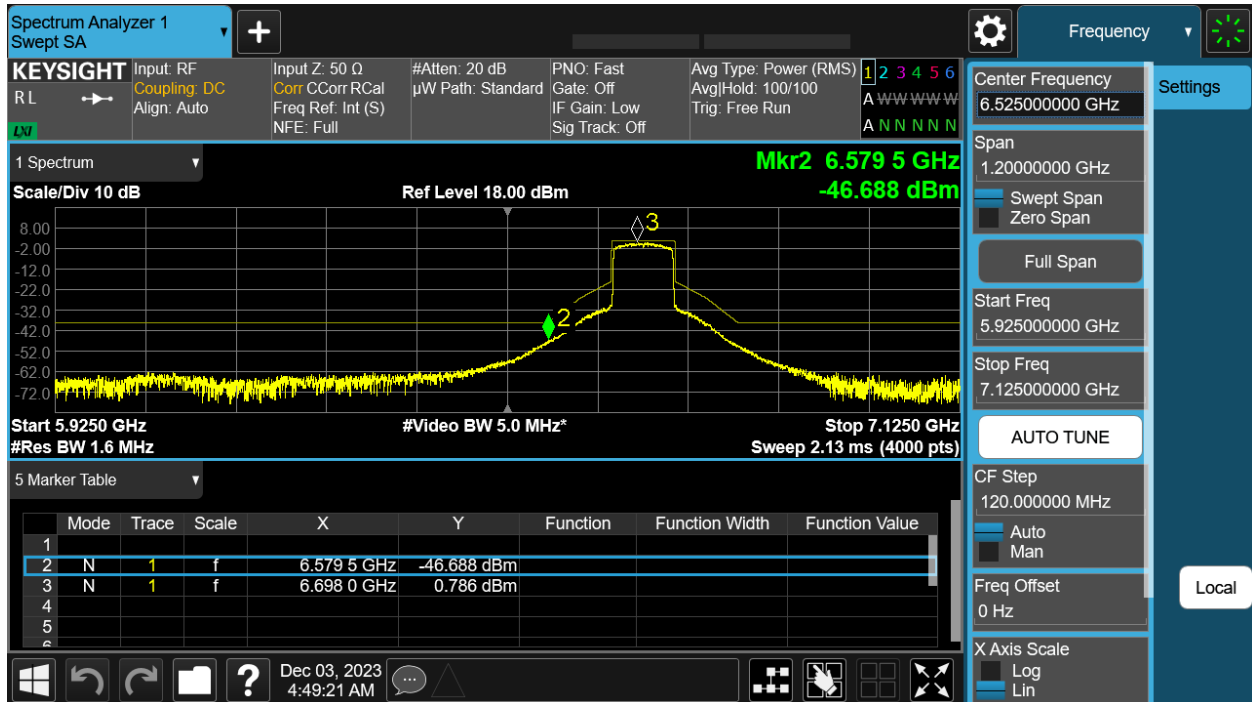 Spectrum Analyzer 1
Swept SA
+
Frequency
KEYSIGHT
R L
LXI
Input: RF
Coupling: DC
Align: Auto
Input Z: 50 Ω
Corr CCorr RCal
Freq Ref: Int (S)
NFE: Full
#Atten: 20 dB
µW Path: Standard
PNO: Fast
Gate: Off
IF Gain: Low
Sig Track: Off
Avg Type: Power (RMS)
Avg|Hold: 100/100
Trig: Free Run
1 2 3 4 5 6
A W W W W W
A N N N N N
1 Spectrum
Mkr2 6.579 5 GHz
Scale/Div 10 dB
Ref Level 18.00 dBm
-46.688 dBm
8.00
-2.00
-12.0
-22.0
-32.0
-42.0
-52.0
-62.0
-72.0
3
2
Start 5.9250 GHz
#Video BW 5.0 MHz*
Stop 7.1250 GHz
#Res BW 1.6 MHz
Sweep 2.13 ms (4000 pts)
5 Marker Table
Mode Trace Scale X Y Function Function Width Function Value
1
2 N 1 f 6.579 5 GHz -46.688 dBm
3 N 1 f 6.698 0 GHz 0.786 dBm
4
5
6
?
Dec 03, 2023
4:49:21 AM
Center Frequency
6.525000000 GHz
Settings
Span
1.20000000 GHz
Swept Span
Zero Span
Full Span
Start Freq
5.925000000 GHz
Stop Freq
7.125000000 GHz
AUTO TUNE
CF Step
120.000000 MHz
Auto
Man
Freq Offset
0 Hz
Local
X Axis Scale
Log
Lin